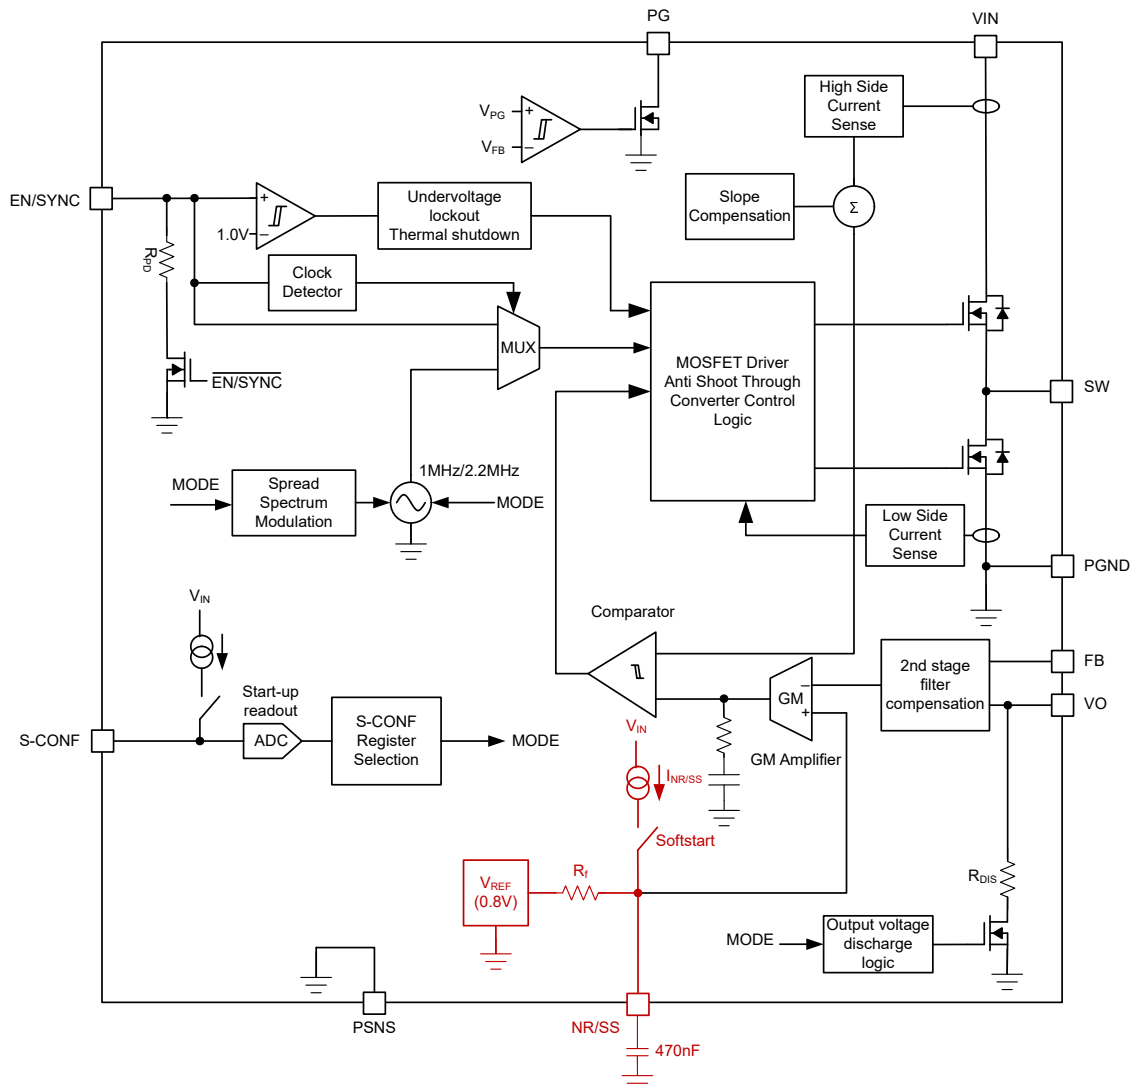 PG
VIN
High Side
Current
Sense
VPG
+
VFB
−
EN/SYNC
+
1.0V
−
Undervoltage
lockout
Thermal shutdown
Slope
Compensation
Σ
RPD
Clock
Detector
MUX
MOSFET Driver
Anti Shoot Through
Converter Control
Logic
EN/SYNC
SW
1MHz/2.2MHz
MODE
Spread
Spectrum
Modulation
MODE
Low Side
Current
Sense
PGND
VIN
Comparator
2nd stage
filter
compensation
FB
VO
GM
−
+
GM Amplifier
Start-up
readout
S-CONF
ADC
S-CONF
Register
Selection
MODE
VIN
INR/SS
Softstart
VREF
(0.8V)
Rf
RDIS
MODE
Output voltage
discharge
logic
PSNS
NR/SS
470nF